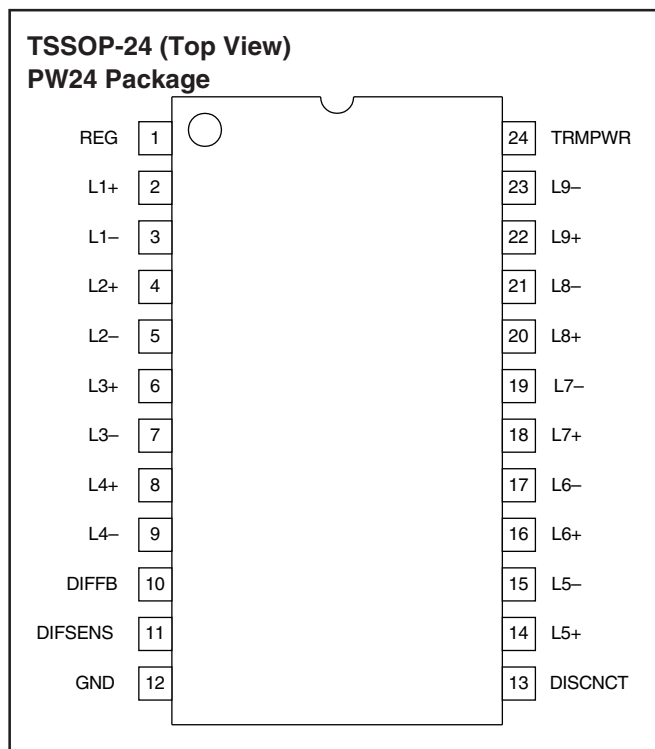 TSSOP-24 (Top View)
PW24 Package
REG 1 24 TRMPWR
L1+ 2 23 L9–
L1– 3 22 L9+
L2+ 4 21 L8–
L2– 5 20 L8+
L3+ 6 19 L7–
L3– 7 18 L7+
L4+ 8 17 L6–
L4– 9 16 L6+
DIFFB 10 15 L5–
DIFSENS 11 14 L5+
GND 12 13 DISCNCT